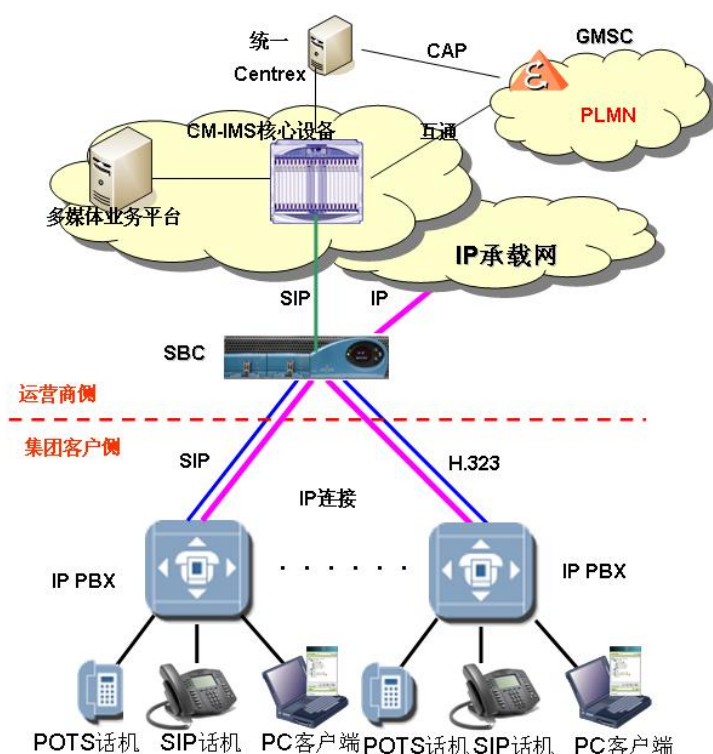 统一
Centrex
CAP
GMSC
PLMN
CM-IMS核心设备
互通
多媒体业务平台
IP承载网
SIP
IP
SBC
运营商侧
集团客户侧
SIP
H.323
IP连接
IP PBX
· · · · · ·
IP PBX
POTS话机
SIP话机
PC客户端
POTS话机
SIP话机
PC客户端